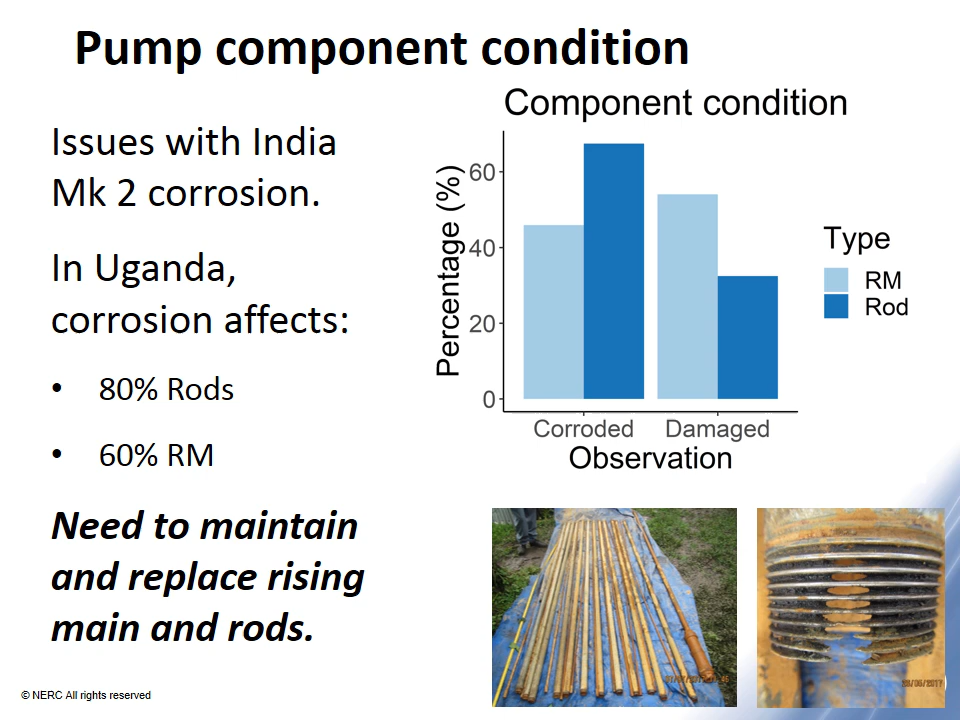 Pump component condition
Issues with India
Mk 2 corrosion.
In Uganda,
corrosion affects:
• 80% Rods
• 60% RM
Need to maintain
and replace rising
main and rods.
Component condition
Percentage (%)
60
40
20
0
Corroded Damaged
Observation
Type
RM
Rod
© NERC All rights reserved